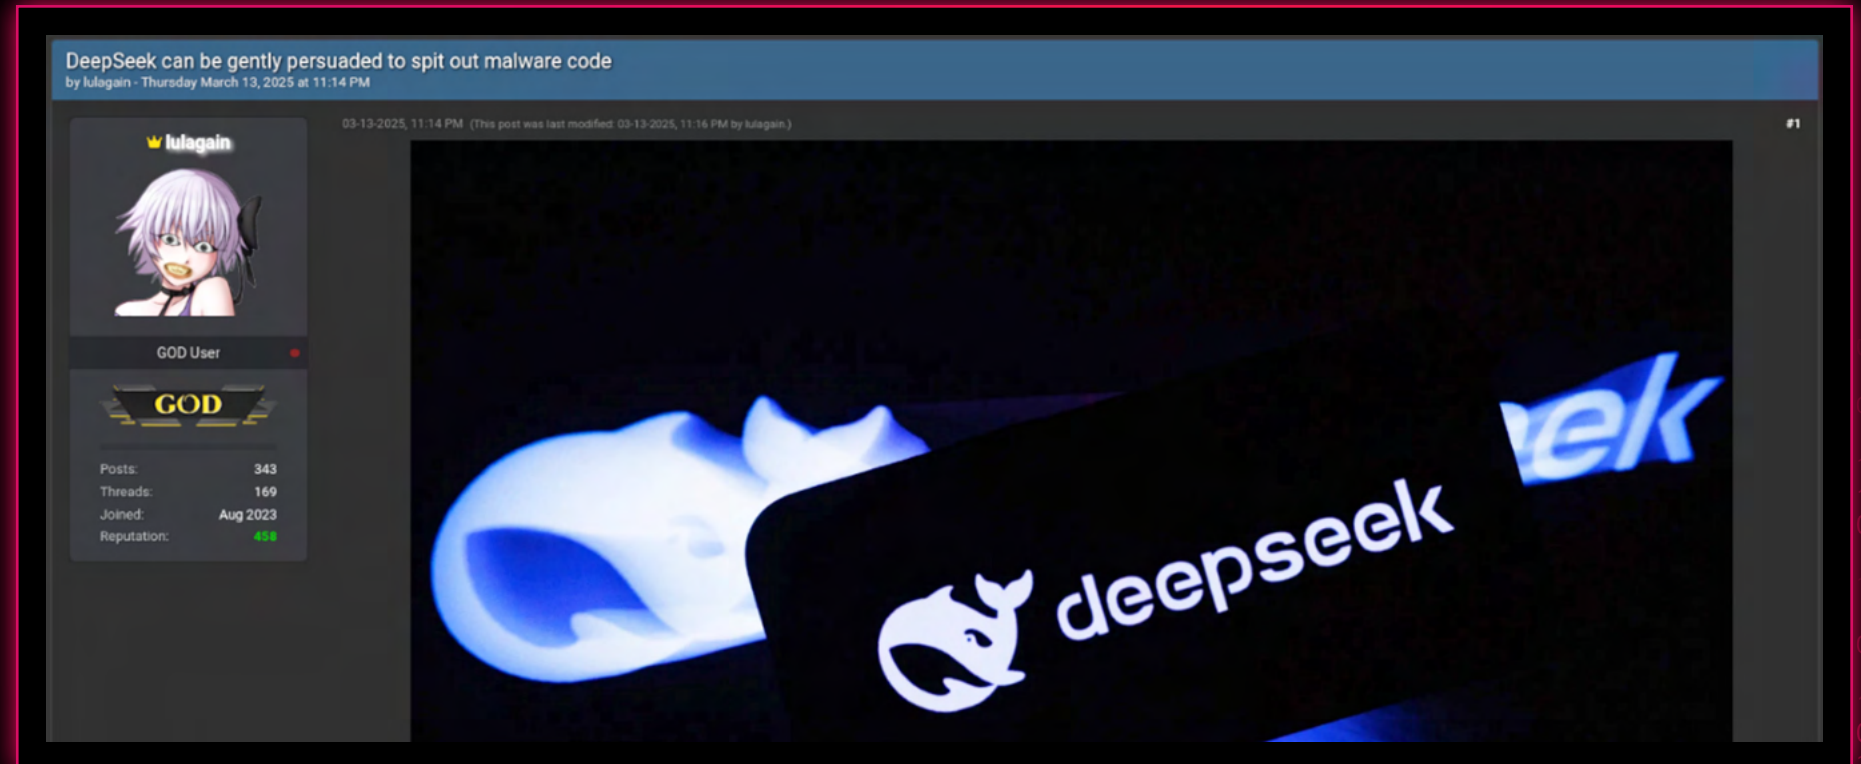 DeepSeek can be gently persuaded to spit out malware code
by lulagain - Thursday March 13, 2025 at 11:14 PM
03-13-2025, 11:14 PM (This post was last modified: 03-13-2025, 11:16 PM by lulagain.)
#1
lulagain
GOD User
GOD
Posts: 343
Threads: 169
Joined: Aug 2023
Reputation: 458
eek
deepseek